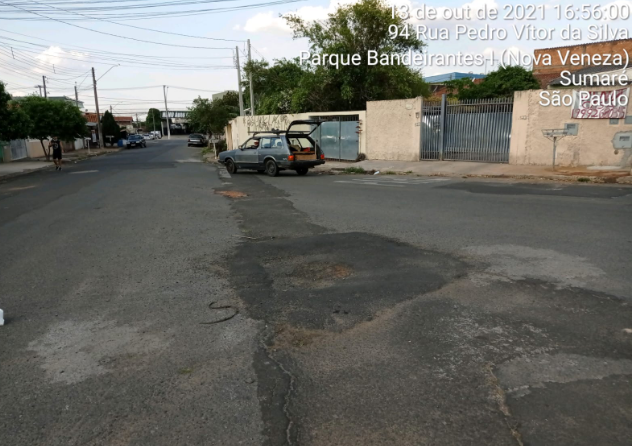 13 de out de 2021 16:56:00
94 Rua Pedro Vítor da Silva
Parque Bandeirantes I (Nova Veneza)
Sumaré
São Paulo